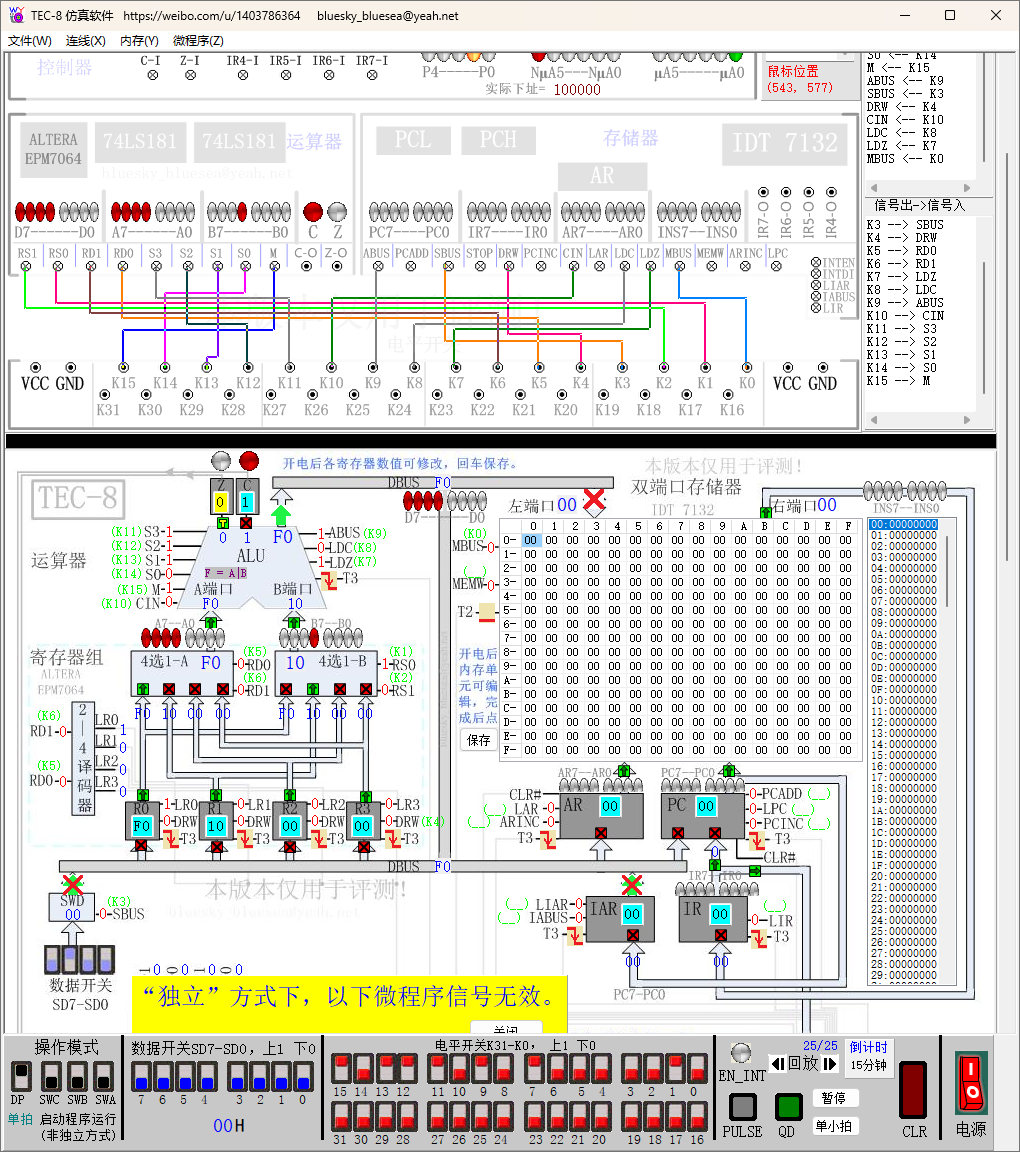 TEC-8 仿真软件 https://weibo.com/u/1403786364 bluesky_bluesea@yeah.net
文件(W) 连线(X) 内存(Y) 微程序(Z)
控制器
C-I Z-I IR4-I IR5-I IR6-I IR7-I
P4-----P0 NμA5---NμA0 μA5-----μA0
实际下址= 100000
鼠标位置
(543, 577)
S0 <-- K14
M <-- K15
ABUS <-- K9
SBUS <-- K3
DRW <-- K4
CIN <-- K10
LDC <-- K8
LDZ <-- K7
MBUS <-- K0
信号出->信号入
K3 --> SBUS
K4 --> DRW
K5 --> RD0
K6 --> RD1
K7 --> LDZ
K8 --> LDC
K9 --> ABUS
K10 --> CIN
K11 --> S3
K12 --> S2
K13 --> S1
K14 --> S0
K15 --> M
ALTERA
EPM7064
74LS181 74LS181 运算器
bluesky_bluesea@yeah.net
PCL PCH 存储器 IDT 7132
AR
D7-----D0 A7-----A0 B7-----B0 C Z
PC7---PC0 IR7---IR0 AR7---AR0 INS7--INS0
IR7-O IR6-O IR5-O IR4-O
RS1 RS0 RD1 RD0 S3 S2 S1 S0 M C-O Z-O ABUS PCADD SBUS STOP DRW PCINC CIN LAR LDC LDZ MBUS MEMW ARINC LPC
INTEN
INTDI
LIAR
IABUS
LIR
VCC GND K15 K14 K13 K12 K11 K10 K9 K8 K7 K6 K5 K4 K3 K2 K1 K0 VCC GND
K31 K30 K29 K28 K27 K26 K25 K24 K23 K22 K21 K20 K19 K18 K17 K16
开电后各寄存器数值可修改，回车保存。
本版本仅用于评测!
TEC-8
Z C
0 1
DBUS F0
D7-----D0
左端口00
双端口存储器
IDT 7132
右端口00
INS7--INS0
运算器
(K11) S3-1
(K12) S2-1
(K13) S1-1
(K14) S0-0
(K15) M-1
(K10) CIN-0
0 1 F0
ALU
F = A|B
A端口 B端口
F0 10
1-ABUS (K9)
0-LDC (K8)
1-LDZ (K7)
T3
(K0)
MBUS-0
(__)
MEMW-0
T2
开电后
内存单
元可编
辑，完
成后点
保存
0 1 2 3 4 5 6 7 8 9 A B C D E F
0- 00 00 00 00 00 00 00 00 00 00 00 00 00 00 00 00
1- 00 00 00 00 00 00 00 00 00 00 00 00 00 00 00 00
2- 00 00 00 00 00 00 00 00 00 00 00 00 00 00 00 00
3- 00 00 00 00 00 00 00 00 00 00 00 00 00 00 00 00
4- 00 00 00 00 00 00 00 00 00 00 00 00 00 00 00 00
5- 00 00 00 00 00 00 00 00 00 00 00 00 00 00 00 00
6- 00 00 00 00 00 00 00 00 00 00 00 00 00 00 00 00
7- 00 00 00 00 00 00 00 00 00 00 00 00 00 00 00 00
8- 00 00 00 00 00 00 00 00 00 00 00 00 00 00 00 00
9- 00 00 00 00 00 00 00 00 00 00 00 00 00 00 00 00
A- 00 00 00 00 00 00 00 00 00 00 00 00 00 00 00 00
B- 00 00 00 00 00 00 00 00 00 00 00 00 00 00 00 00
C- 00 00 00 00 00 00 00 00 00 00 00 00 00 00 00 00
D- 00 00 00 00 00 00 00 00 00 00 00 00 00 00 00 00
E- 00 00 00 00 00 00 00 00 00 00 00 00 00 00 00 00
F- 00 00 00 00 00 00 00 00 00 00 00 00 00 00 00 00
00:00000000
01:00000000
02:00000000
03:00000000
04:00000000
05:00000000
06:00000000
07:00000000
08:00000000
09:00000000
0A:00000000
0B:00000000
0C:00000000
0D:00000000
0E:00000000
0F:00000000
10:00000000
11:00000000
12:00000000
13:00000000
14:00000000
15:00000000
16:00000000
17:00000000
18:00000000
19:00000000
1A:00000000
1B:00000000
1C:00000000
1D:00000000
1E:00000000
1F:00000000
20:00000000
21:00000000
22:00000000
23:00000000
24:00000000
25:00000000
26:00000000
27:00000000
28:00000000
29:00000000
A7--A0 B7--B0
寄存器组
ALTERA
EPM7064
4选1-A F0 10 4选1-B
(K5)
0-RD0
(K6)
0-RD1
(K1)
1-RS0
(K2)
0-RS1
F0 10 00 00 F0 10 00 00
(K6)
RD1-0
(K5)
RD0-0
2—4译码器
LR0 1
LR1 0
LR2 0
LR3 0
R0 F0 1-LR0 0-DRW T3
R1 10 0-LR1 0-DRW T3
R2 00 0-LR2 0-DRW T3
R3 00 0-LR3 0-DRW (K4) T3
DBUS F0
AR7--AR0 PC7--PC0
CLR#
(__) LAR-0
(__) ARINC-0
T3
AR 00
PC 00
0-PCADD (__)
0-LPC (__)
0-PCINC (__)
T3
CLR#
本版本仅用于评测!
bluesky_bluesea@yeah.net
SWD
00
(K3)
0-SBUS
数据开关
SD7-SD0
0
IR7--IR0
(__) LIAR-0
(__) IABUS-0
T3
IAR 00
IR 00
(__)
0-LIR
T3
00 00
PC7-PC0
“独立”方式下，以下微程序信号无效。
关闭
操作模式
DP SWC SWB SWA
单拍 启动程序运行
(非独立方式)
数据开关SD7-SD0, 上1 下0
7 6 5 4 3 2 1 0
00H
电平开关K31-K0, 上1 下0
15 14 13 12 11 10 9 8 7 6 5 4 3 2 1 0
31 30 29 28 27 26 25 24 23 22 21 20 19 18 17 16
EN_INT
25/25
回放
倒计时
15分钟
PULSE QD
暂停
单小拍
CLR
电源